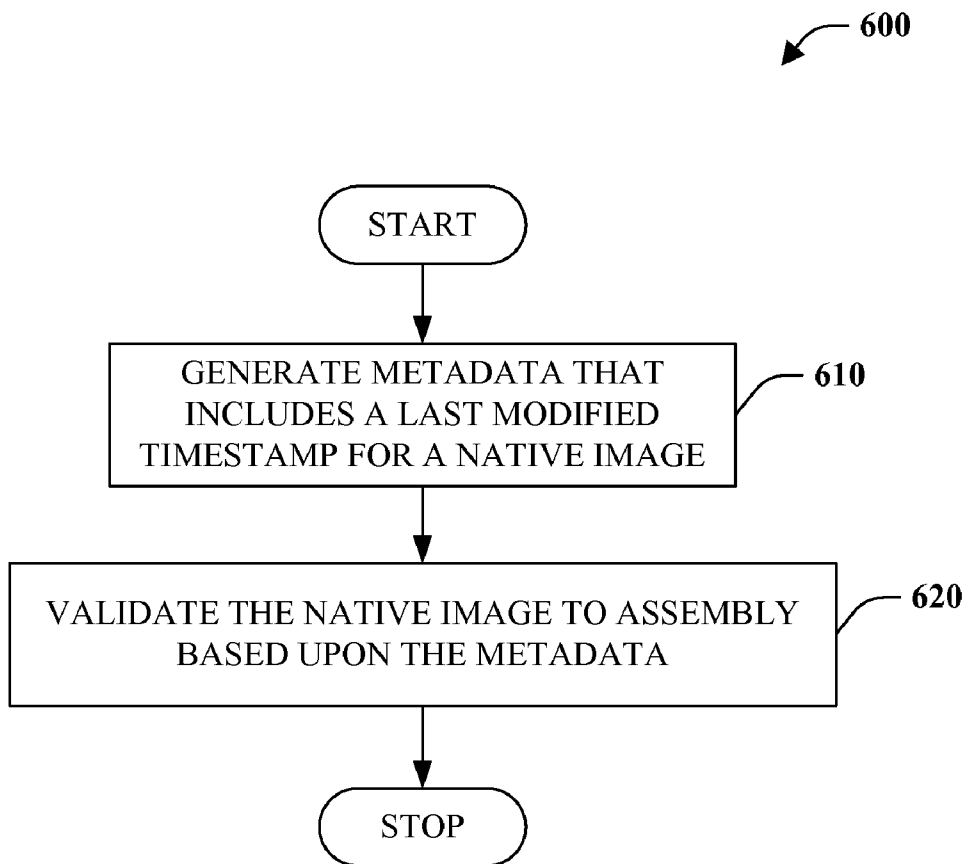 600
START
GENERATE METADATA THAT
INCLUDES A LAST MODIFIED
TIMESTAMP FOR A NATIVE IMAGE
610
VALIDATE THE NATIVE IMAGE TO ASSEMBLY
BASED UPON THE METADATA
620
STOP